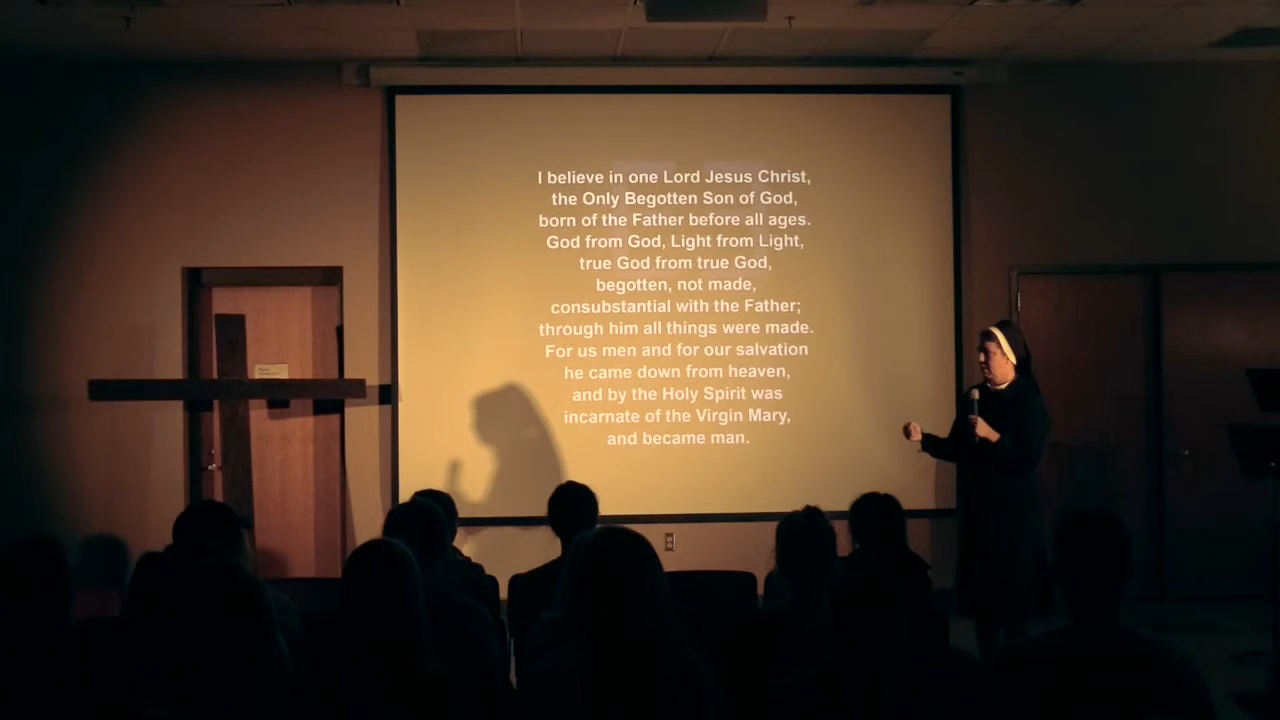 I believe in one Lord Jesus Christ,
the Only Begotten Son of God,
born of the Father before all ages.
God from God, Light from Light,
true God from true God,
begotten, not made,
consubstantial with the Father;
through him all things were made.
For us men and for our salvation
he came down from heaven,
and by the Holy Spirit was
incarnate of the Virgin Mary,
and became man.